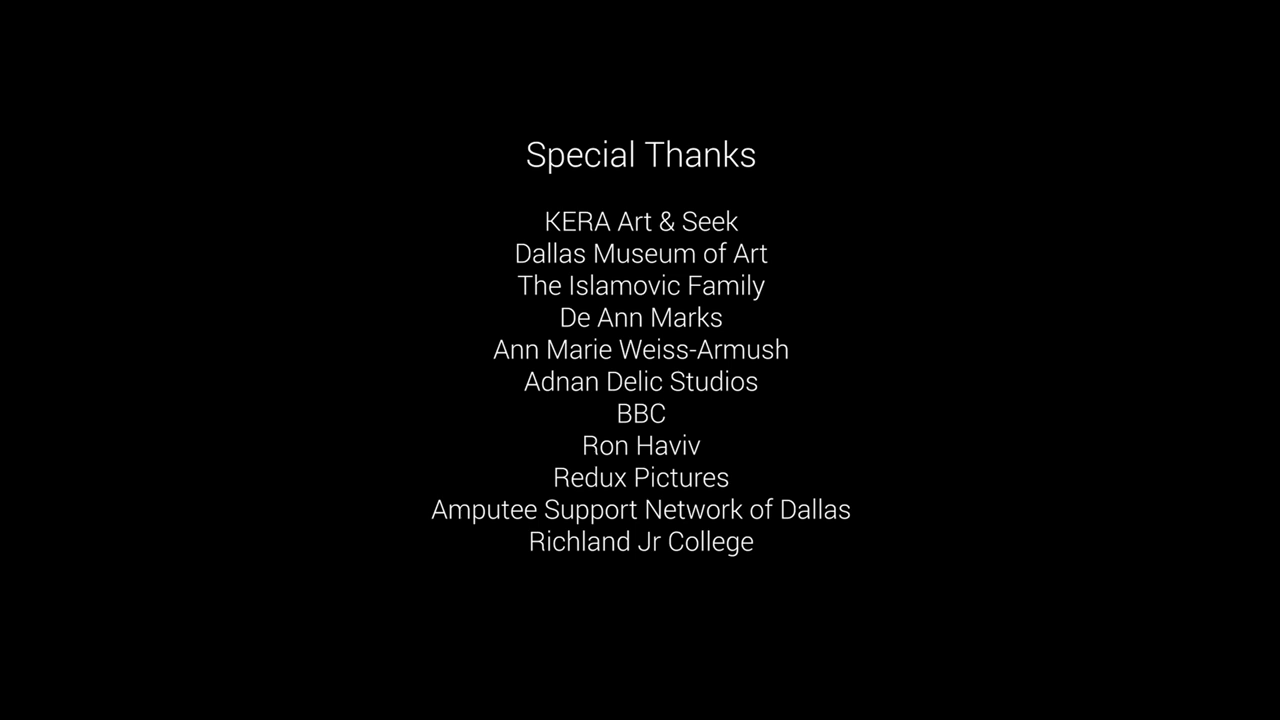 Special Thanks
KERA Art & Seek
Dallas Museum of Art
The Islamovic Family
De Ann Marks
Ann Marie Weiss-Armush
Adnan Delic Studios
BBC
Ron Haviv
Redux Pictures
Amputee Support Network of Dallas
Richland Jr College